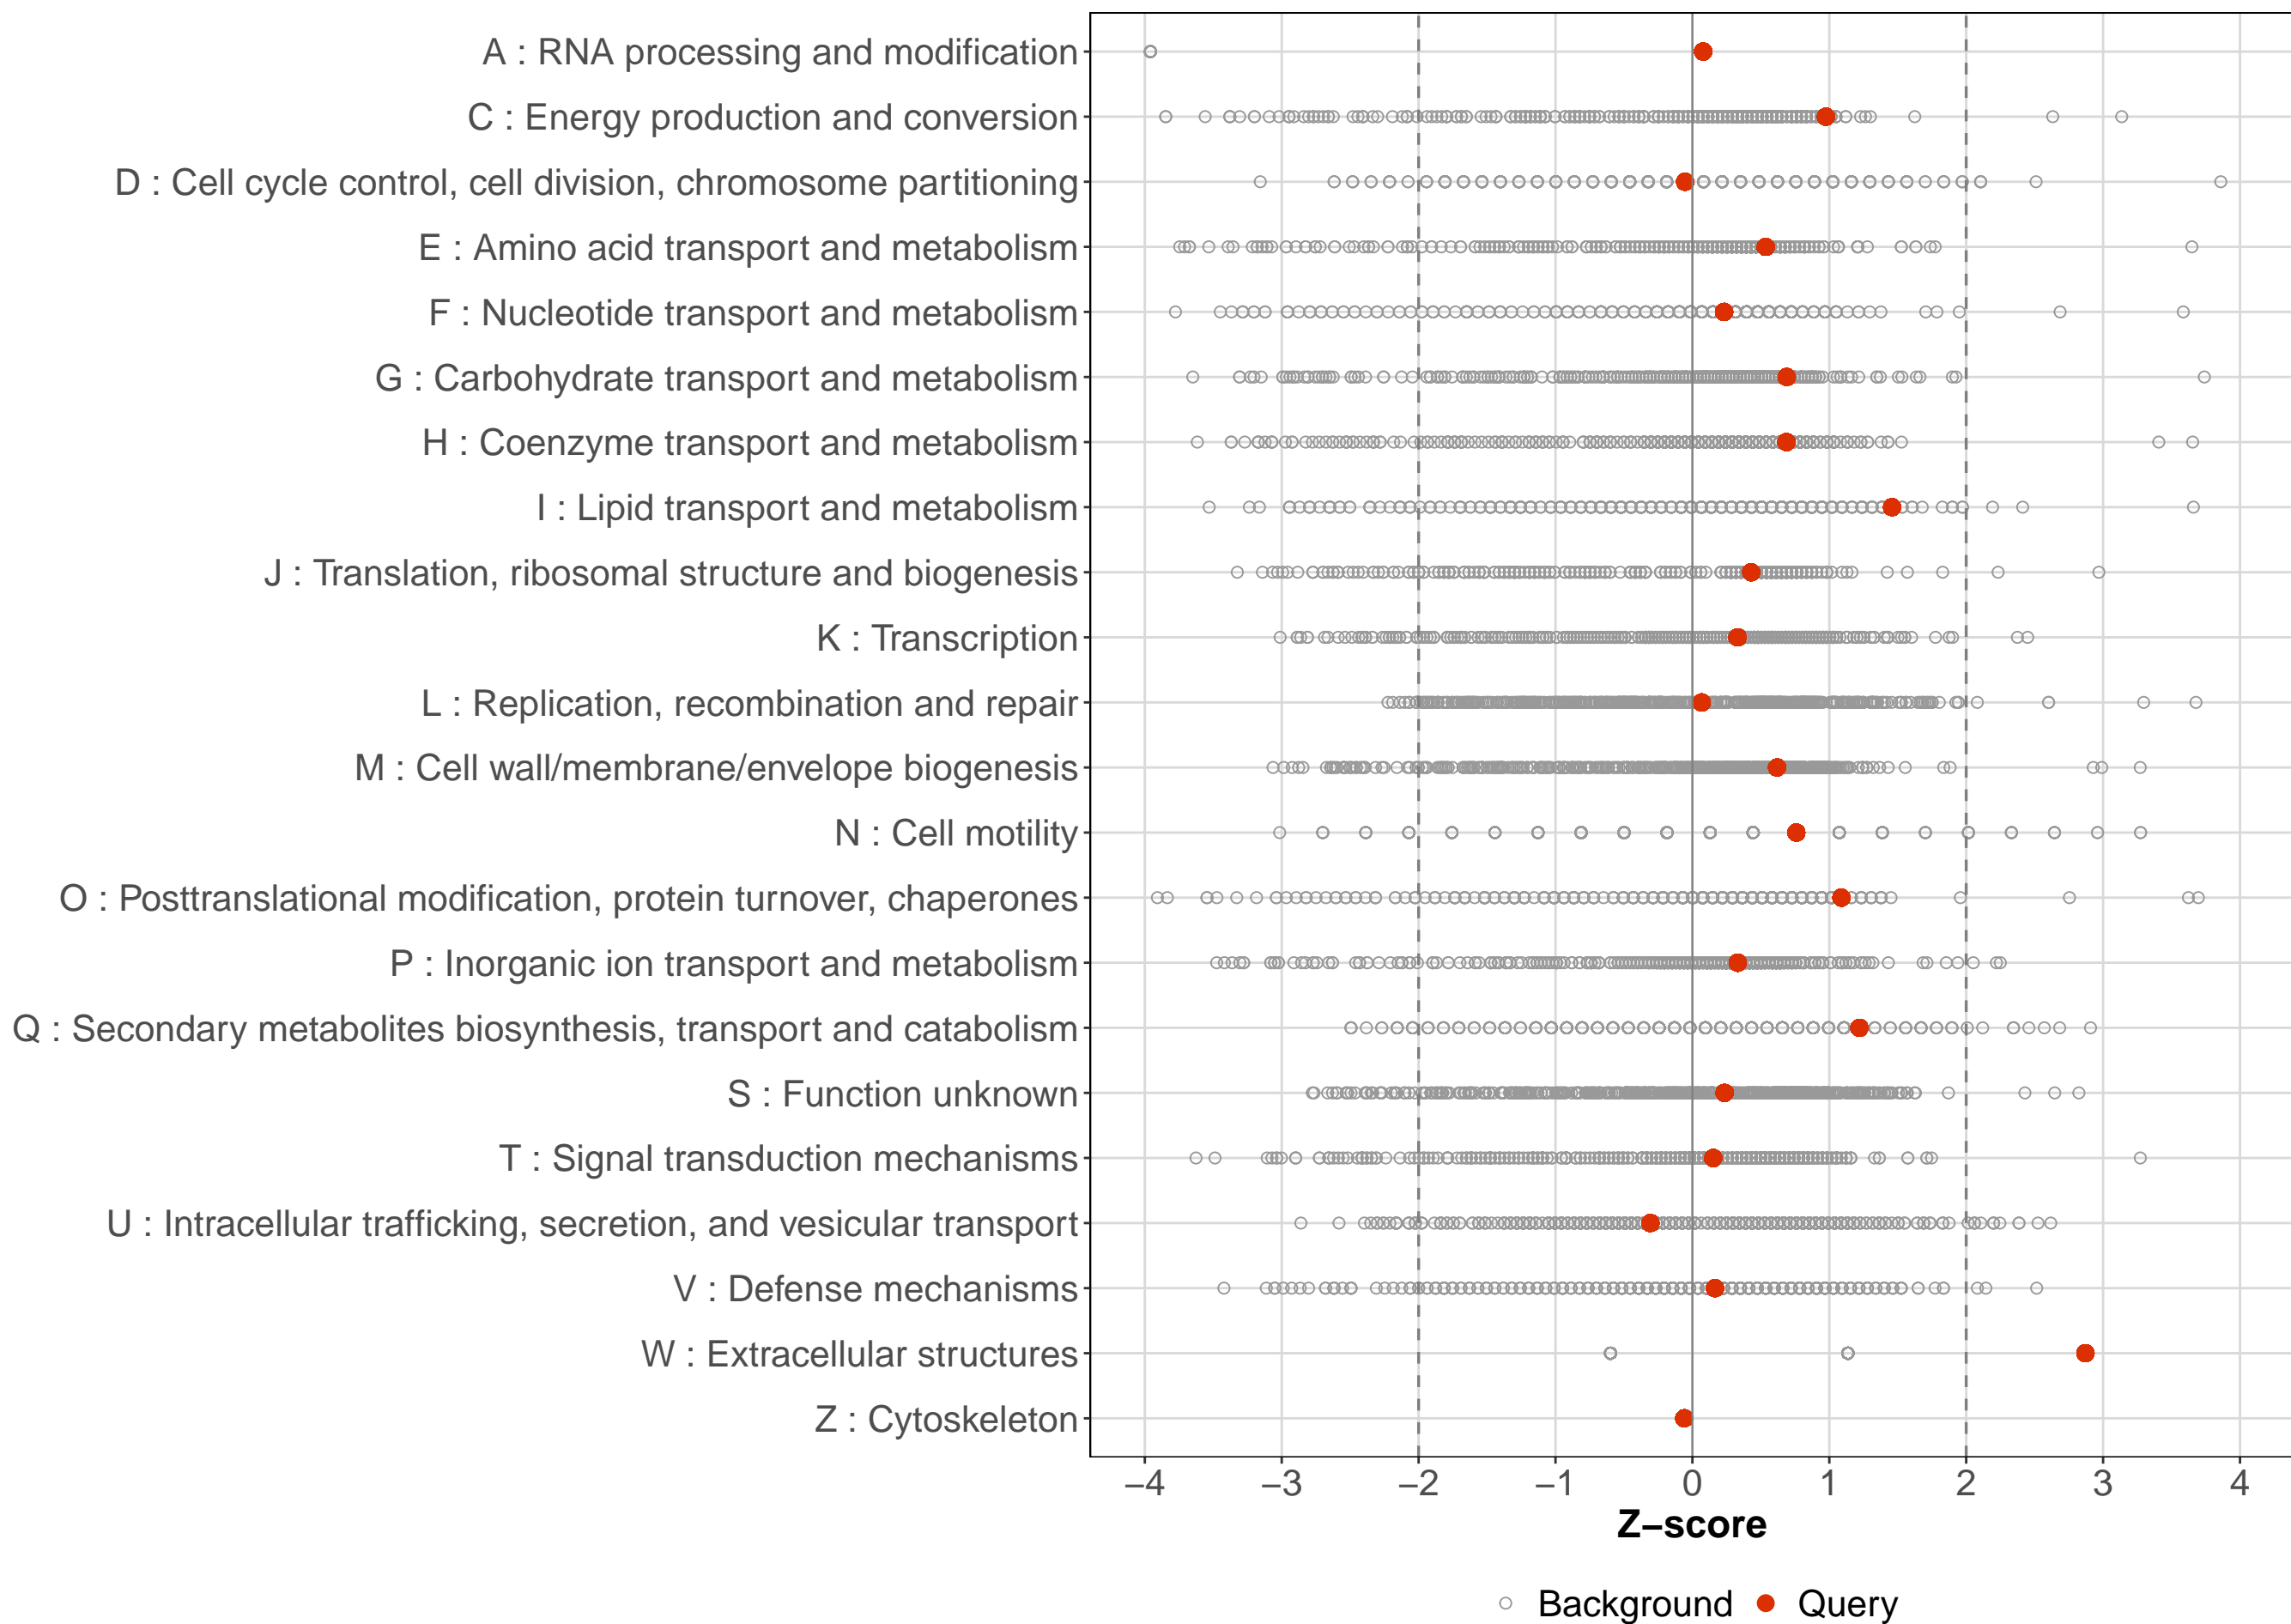 A : RNA processing and modification
C : Energy production and conversion
D : Cell cycle control, cell division, chromosome partitioning
E : Amino acid transport and metabolism
F : Nucleotide transport and metabolism
G : Carbohydrate transport and metabolism
H : Coenzyme transport and metabolism
I : Lipid transport and metabolism
J : Translation, ribosomal structure and biogenesis
K : Transcription
L : Replication, recombination and repair
M : Cell wall/membrane/envelope biogenesis
N : Cell motility
O : Posttranslational modification, protein turnover, chaperones
P : Inorganic ion transport and metabolism
Q : Secondary metabolites biosynthesis, transport and catabolism
S : Function unknown
T : Signal transduction mechanisms
U : Intracellular trafficking, secretion, and vesicular transport
V : Defense mechanisms
W : Extracellular structures
Z : Cytoskeleton
−4 −3 −2 −1 0 1 2 3 4
Z−score
Background Query